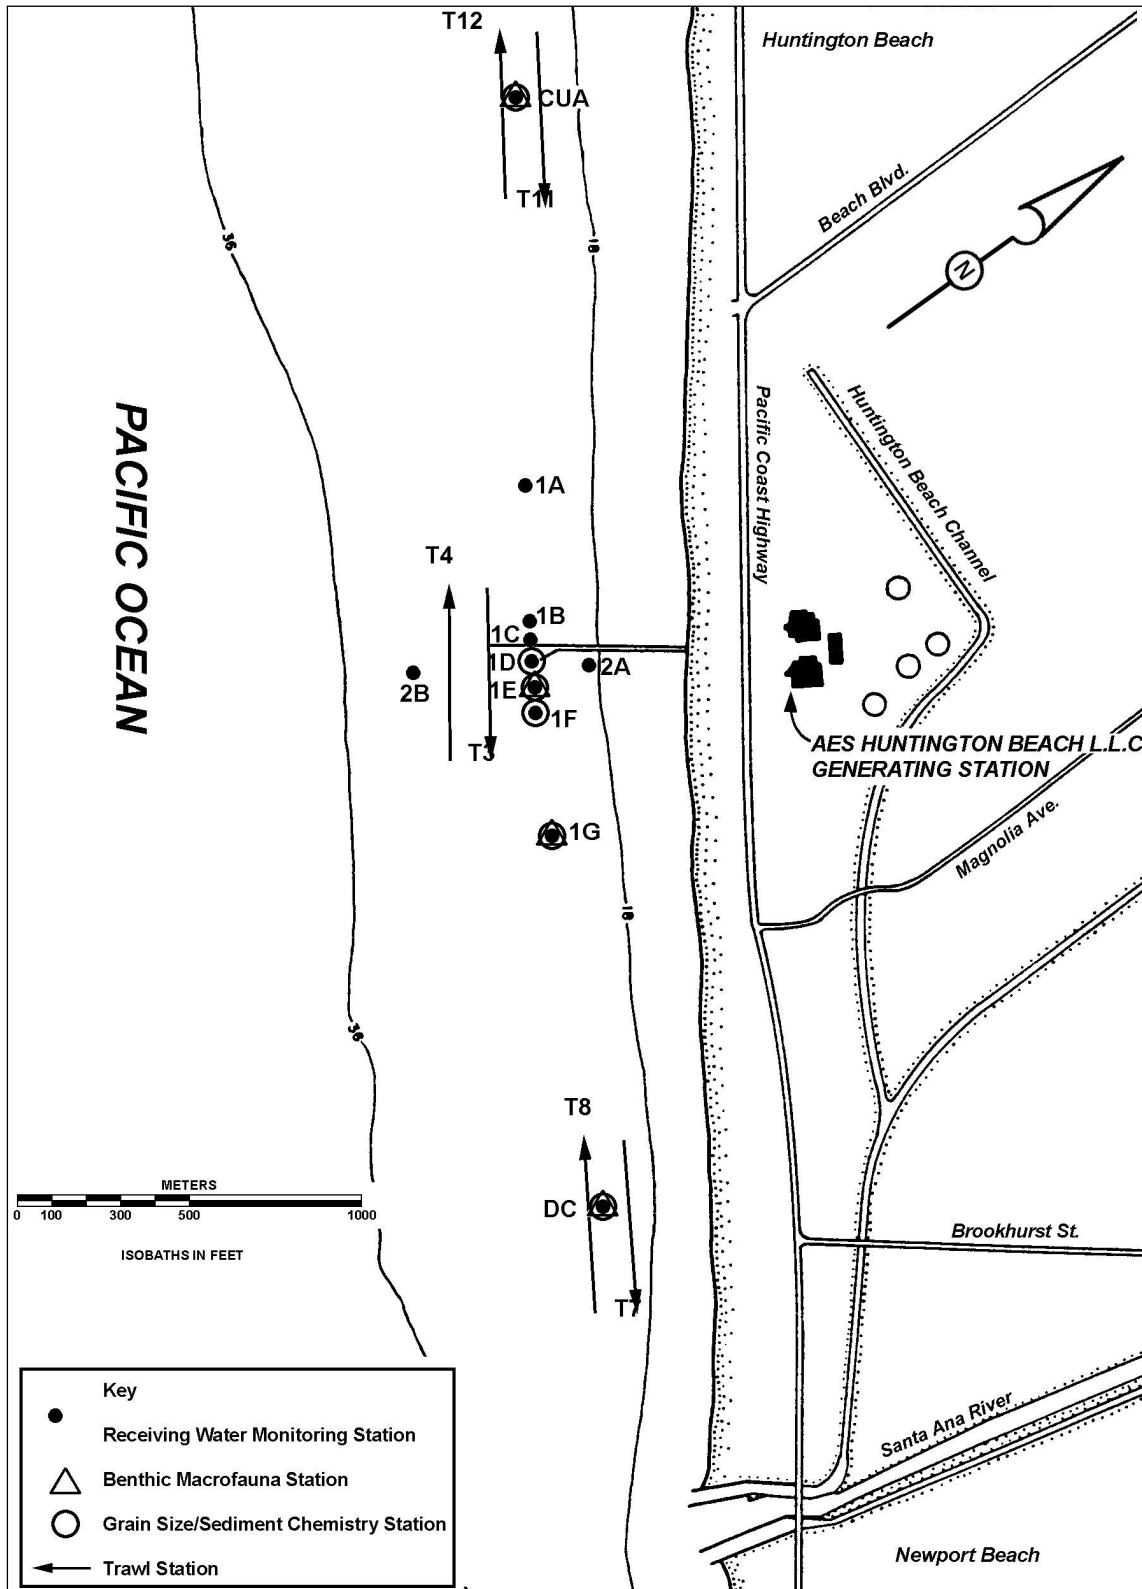 T12
Huntington Beach
CUA
Beach Blvd.
T11
36
18
N
PACIFIC OCEAN
Pacific Coast Highway
Huntington Beach Channel
1A
T4
1B
1C
1D
2A
2B
1E
1F
T3
AES HUNTINGTON BEACH L.L.C
GENERATING STATION
1G
Magnolia Ave.
18
36
T8
METERS
0 100 300 500 1000
DC
ISOBATHS IN FEET
Brookhurst St.
T7
Key
Receiving Water Monitoring Station
Benthic Macrofauna Station
Grain Size/Sediment Chemistry Station
Trawl Station
Santa Ana River
Newport Beach